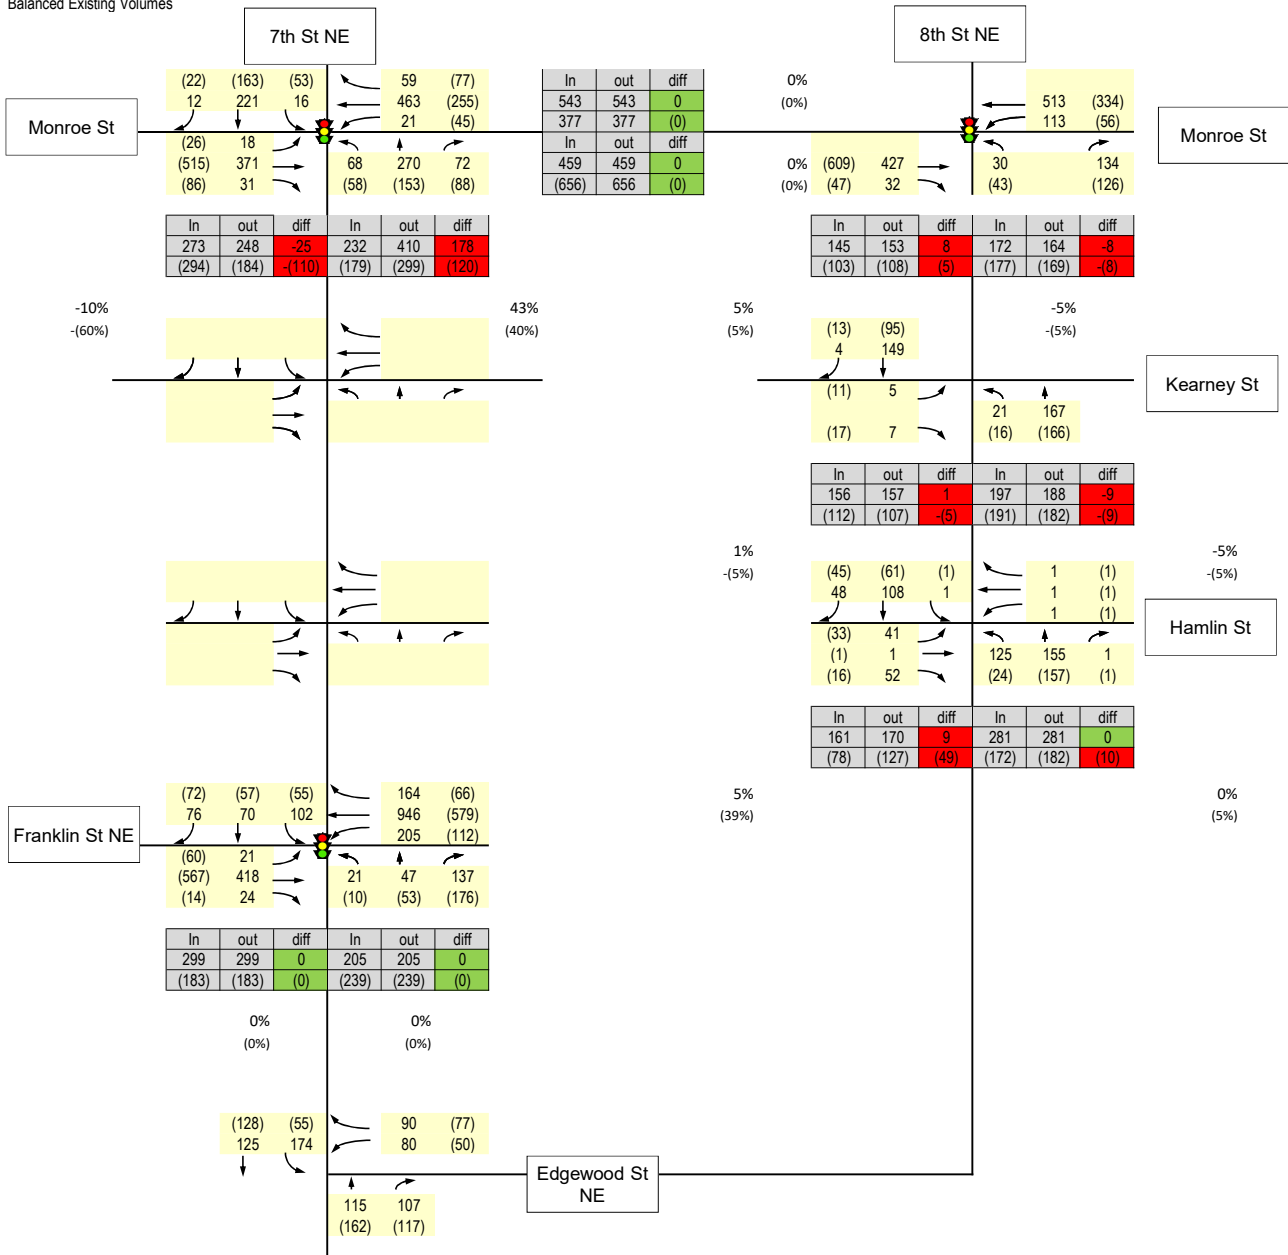 Balanced Existing Volumes
7th St NE
8th St NE
(22) (163) (53) 59 (77)
12 221 16 463 (255)
21 (45)
In out diff
543 543 0
377 377 (0)
In out diff
459 459 0
(656) 656 (0)
0%
(0%)
513 (334)
113 (56)
Monroe St
Monroe St
(26) 18
(515) 371 68 270 72
(86) 31 (58) (153) (88)
0%
(0%)
(609) 427 30 134
(47) 32 (43) (126)
In out diff In out diff
273 248 -25 232 410 178
(294) (184) -(110) (179) (299) (120)
In out diff In out diff
145 153 8 172 164 -8
(103) (108) (5) (177) (169) -(8)
-10% 43% 5% -5%
-(60%) (40%) (5%) -(5%)
(13) (95)
4 149
Kearney St
(11) 5
21 167
(17) 7 (16) (166)
In out diff In out diff
156 157 1 197 188 -9
(112) (107) -(5) (191) (182) -(9)
1% -5%
-(5%) -(5%)
(45) (61) (1) 1 (1)
48 108 1 1 (1)
1 (1)
Hamlin St
(33) 41
(1) 1 125 155 1
(16) 52 (24) (157) (1)
In out diff In out diff
161 170 9 281 281 0
(78) (127) (49) (172) (182) (10)
5% 0%
(39%) (5%)
(72) (57) (55) 164 (66)
76 70 102 946 (579)
205 (112)
Franklin St NE
(60) 21
(567) 418 21 47 137
(14) 24 (10) (53) (176)
In out diff In out diff
299 299 0 205 205 0
(183) (183) (0) (239) (239) (0)
0% 0%
(0%) (0%)
(128) (55) 90 (77)
125 174 80 (50)
Edgewood St
NE
115 107
(162) (117)